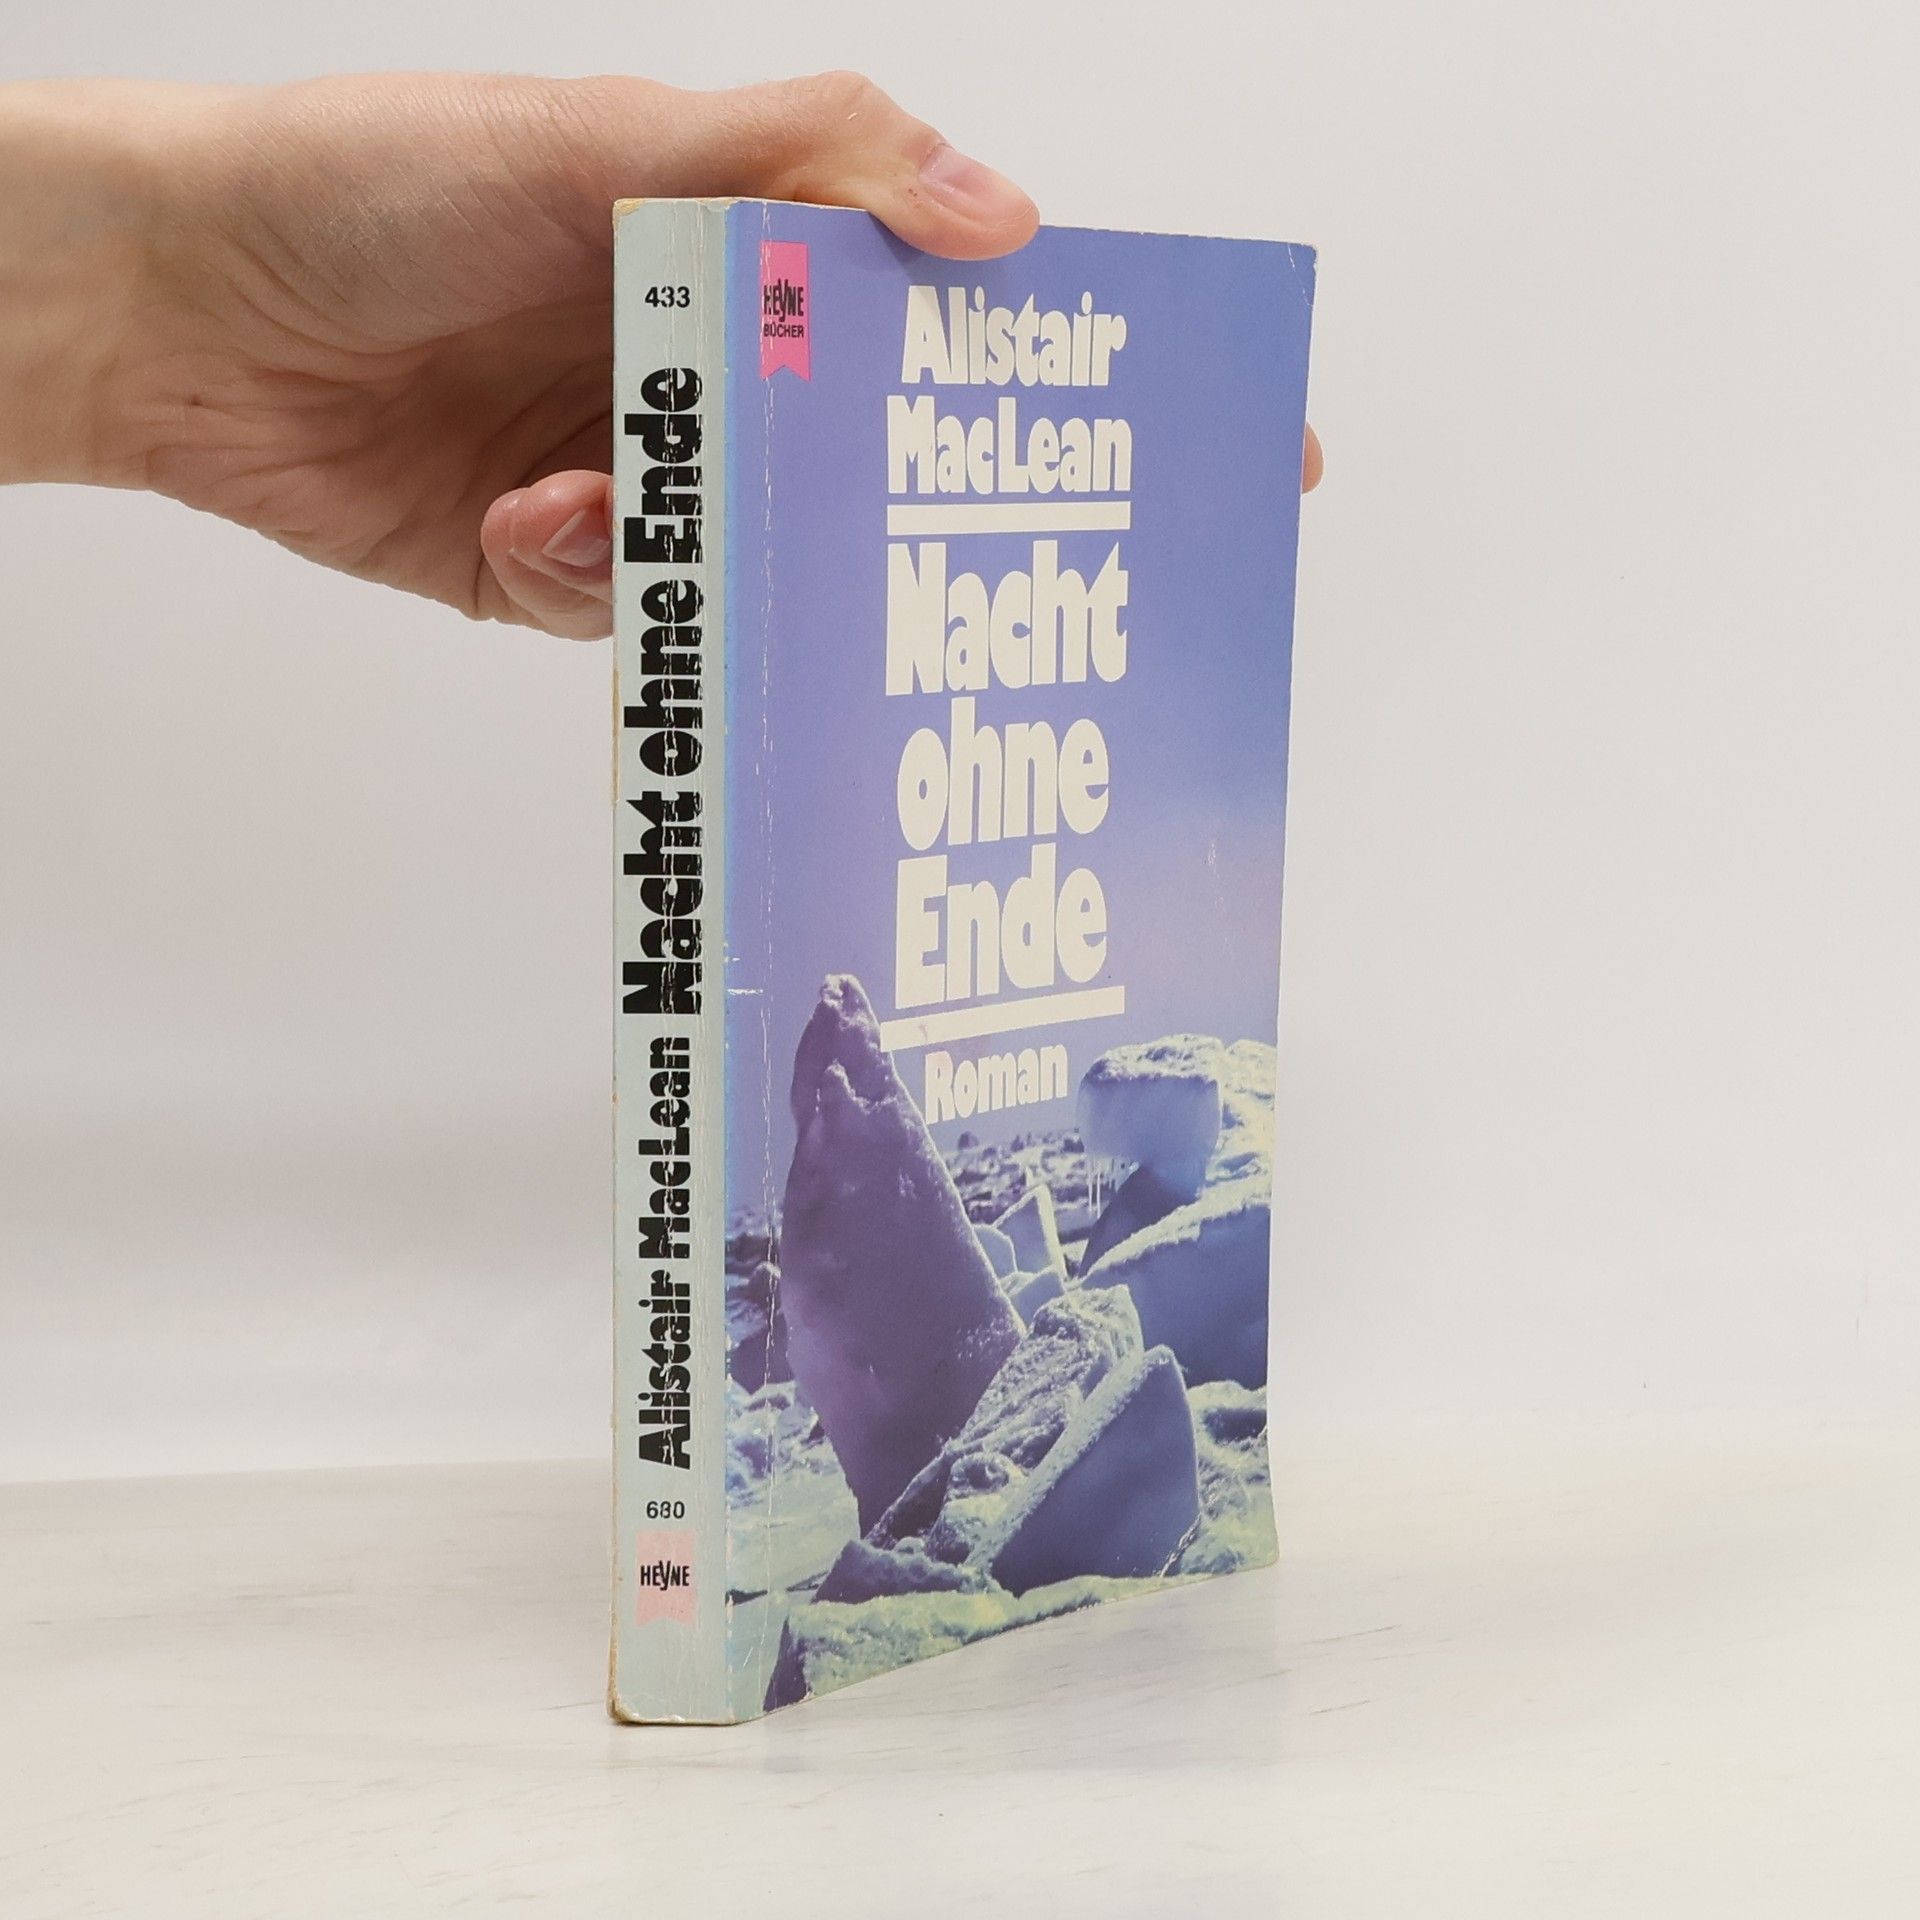 433
Alistair MacLean Nacht ohne Ende
680
HEYNE
HEYNE
BÜCHER
Alistair
MacLean
Nacht
ohne
Ende
Roman